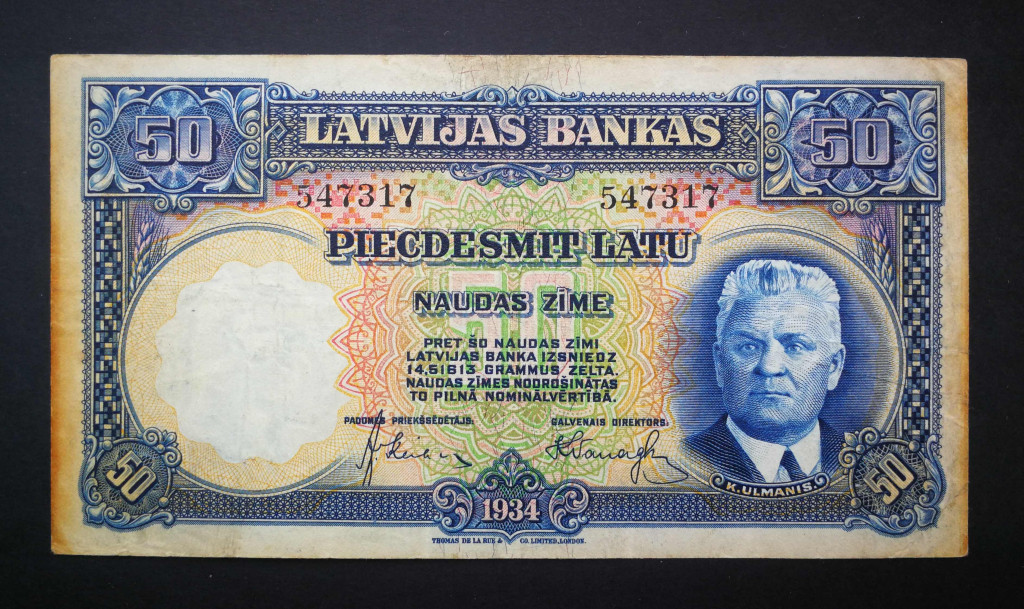 50 LATVIJAS BANKAS 50
547317 547317
PIECDESMIT LATU
50
NAUDAS ZĪME
PRET ŠO NAUDAS ZĪMI
LATVIJAS BANKA IZSNIEDZ
14,51613 GRAMMUS ZELTA.
NAUDAS ZĪMES NODROŠINĀTAS
TO PILNĀ NOMINĀLVĒRTĪBĀ.
PADOMES PRIEKŠSĒDĒTĀJS: GALVENAIS DIREKTORS:
50 K. ULMANIS. 50
1934
THOMAS DE LA RUE & CO. LIMITED, LONDON.